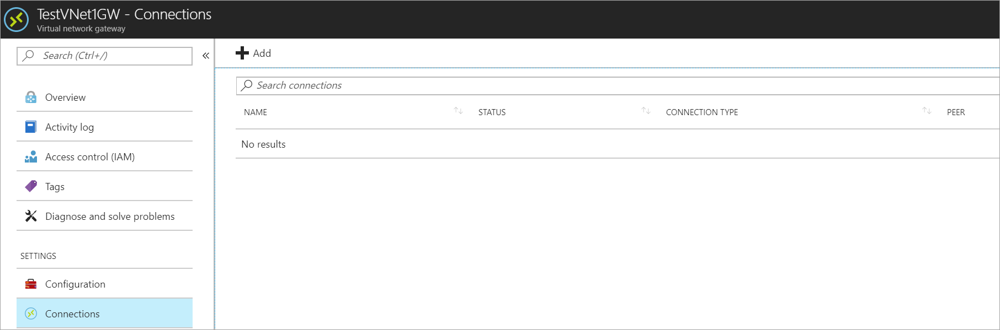 TestVNet1GW - Connections
Virtual network gateway
Search (Ctrl+/)
Overview
Activity log
Access control (IAM)
Tags
Diagnose and solve problems
SETTINGS
Configuration
Connections
Add
Search connections
NAME STATUS CONNECTION TYPE PEER
No results